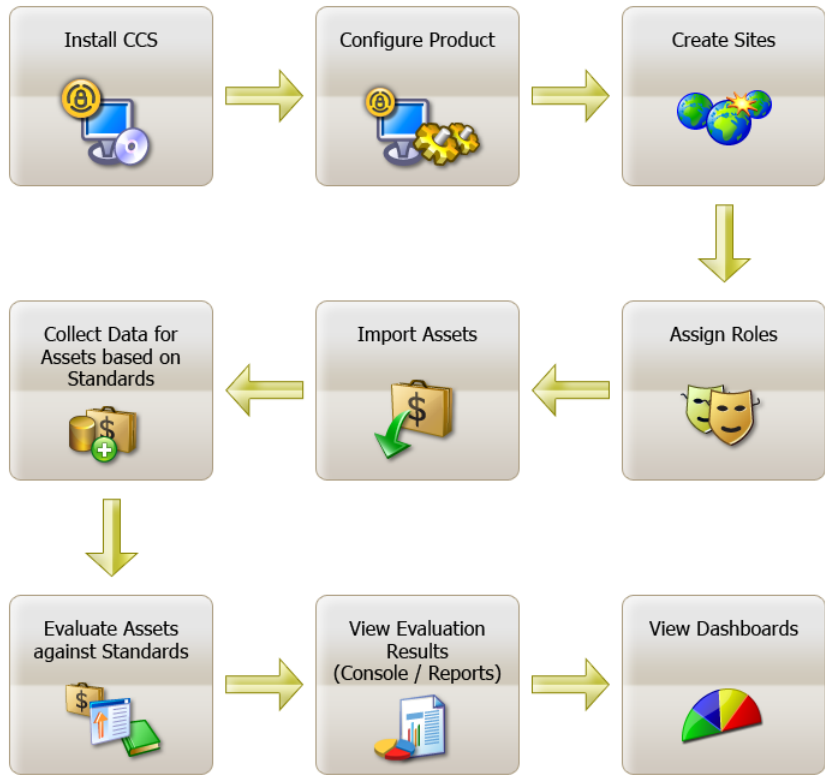 Install CCS
Configure Product
Create Sites
Assign Roles
Import Assets
Collect Data for
Assets based on
Standards
Evaluate Assets
against Standards
View Evaluation
Results
(Console / Reports)
View Dashboards